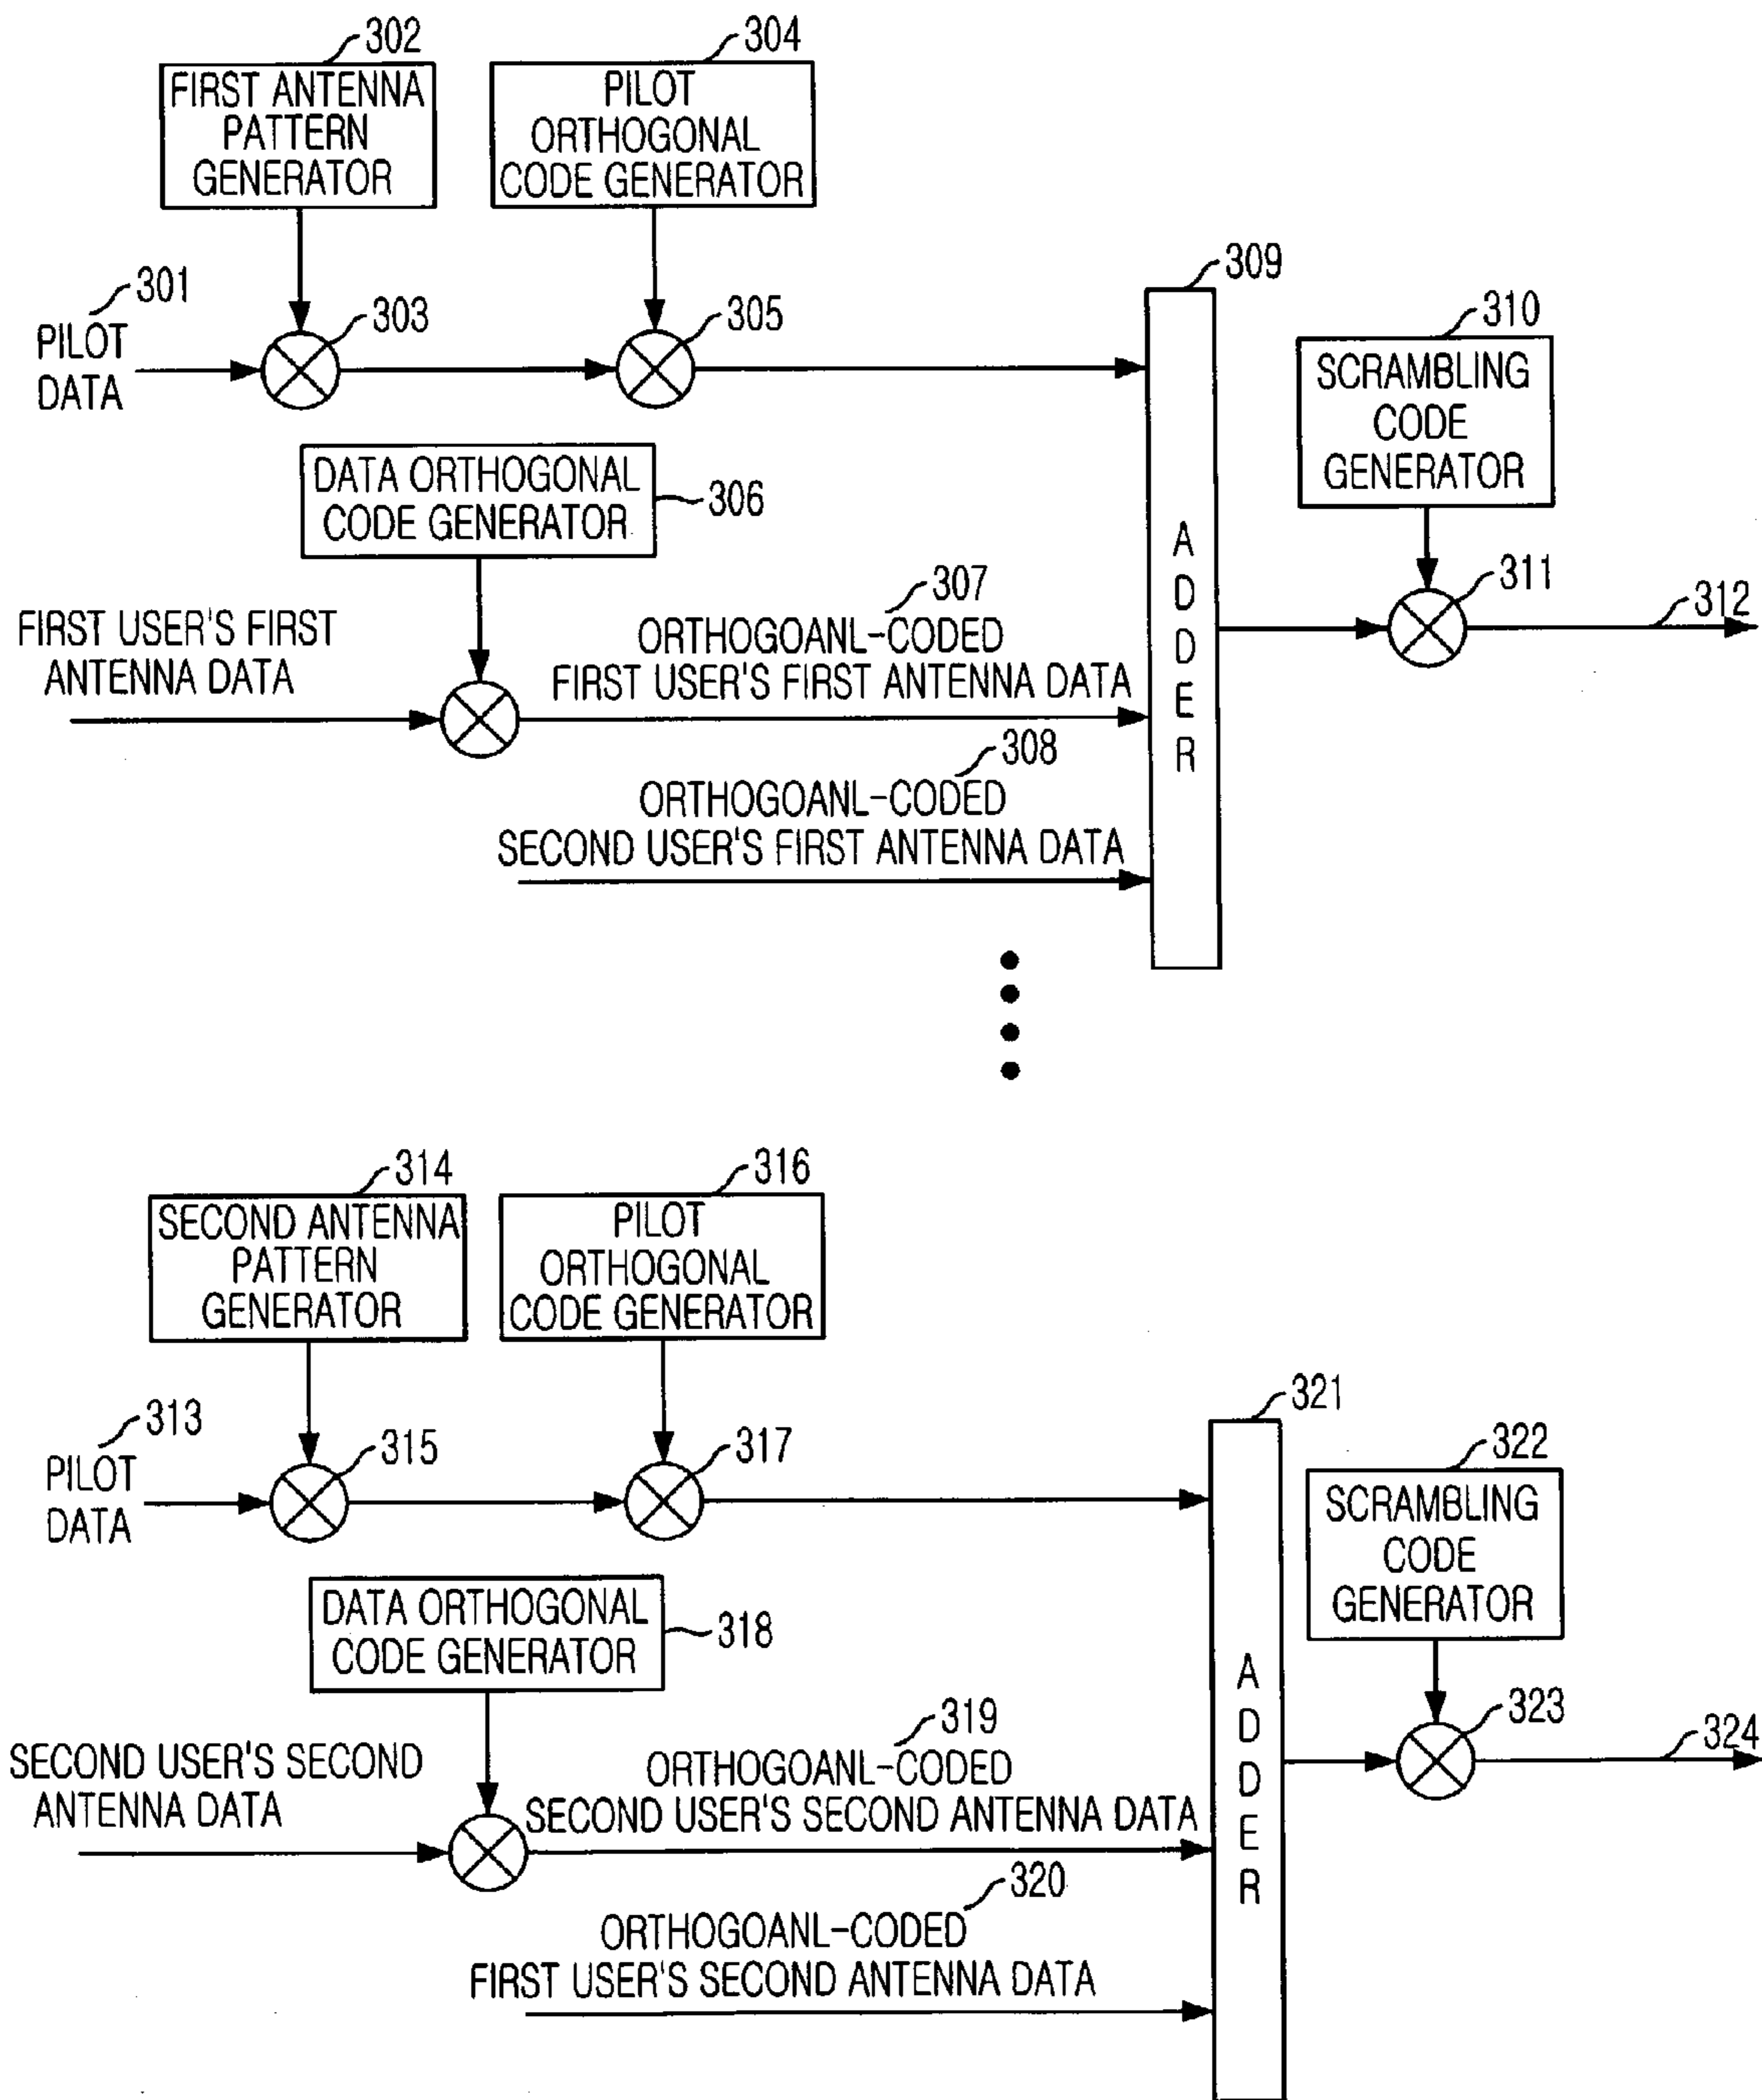 302
FIRST ANTENNA
PATTERN
GENERATOR
304
PILOT
ORTHOGONAL
CODE GENERATOR
301
PILOT
DATA
303
305
309
310
SCRAMBLING
CODE
GENERATOR
DATA ORTHOGONAL
CODE GENERATOR
306
ADDER
311
312
FIRST USER'S FIRST
ANTENNA DATA
307
ORTHOGOANL-CODED
FIRST USER'S FIRST ANTENNA DATA
308
ORTHOGOANL-CODED
SECOND USER'S FIRST ANTENNA DATA
314
SECOND ANTENNA
PATTERN
GENERATOR
316
PILOT
ORTHOGONAL
CODE GENERATOR
313
PILOT
DATA
315
317
321
322
SCRAMBLING
CODE
GENERATOR
DATA ORTHOGONAL
CODE GENERATOR
318
ADDER
323
324
SECOND USER'S SECOND
ANTENNA DATA
319
ORTHOGOANL-CODED
SECOND USER'S SECOND ANTENNA DATA
320
ORTHOGOANL-CODED
FIRST USER'S SECOND ANTENNA DATA